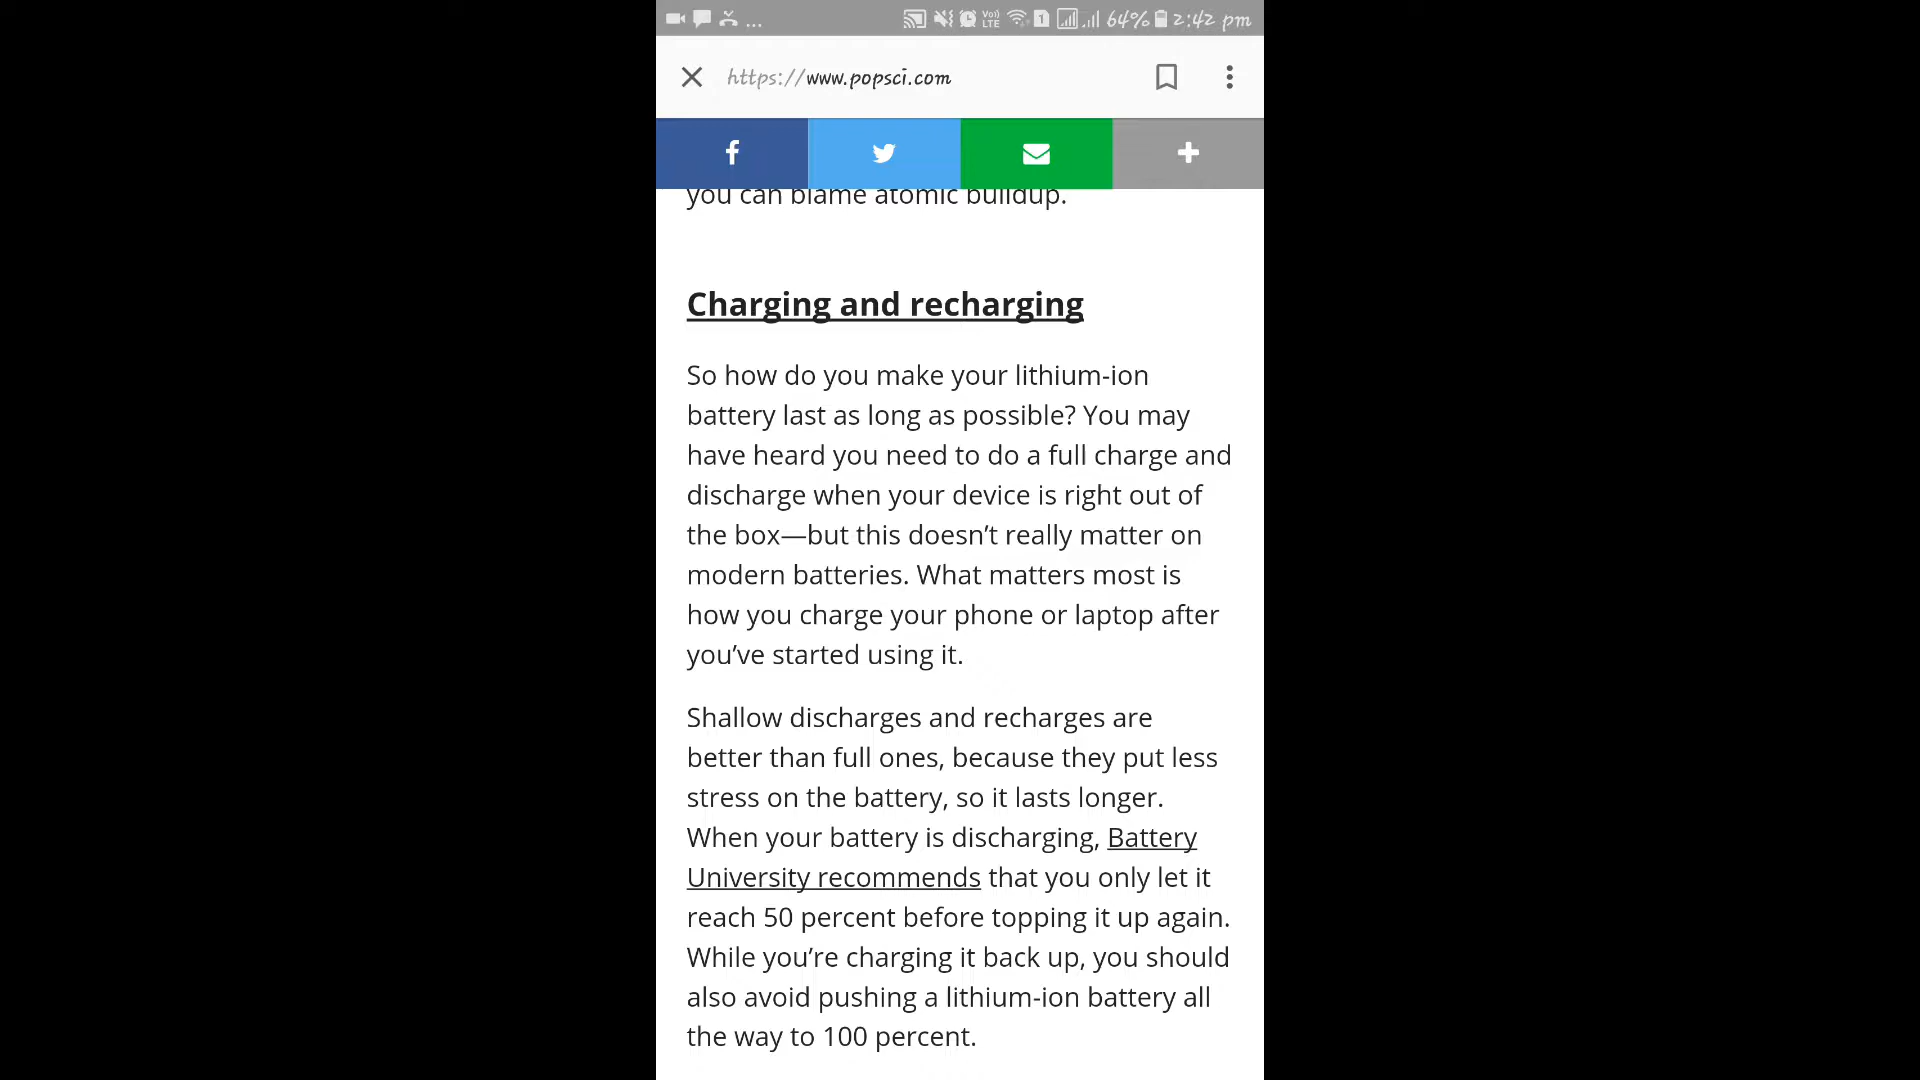 ... Vo) LTE 1 64% 2:42 pm
https://www.popsci.com
you can blame atomic buildup.
Charging and recharging
So how do you make your lithium-ion
battery last as long as possible? You may
have heard you need to do a full charge and
discharge when your device is right out of
the box—but this doesn’t really matter on
modern batteries. What matters most is
how you charge your phone or laptop after
you’ve started using it.
Shallow discharges and recharges are
better than full ones, because they put less
stress on the battery, so it lasts longer.
When your battery is discharging, Battery
University recommends that you only let it
reach 50 percent before topping it up again.
While you’re charging it back up, you should
also avoid pushing a lithium-ion battery all
the way to 100 percent.